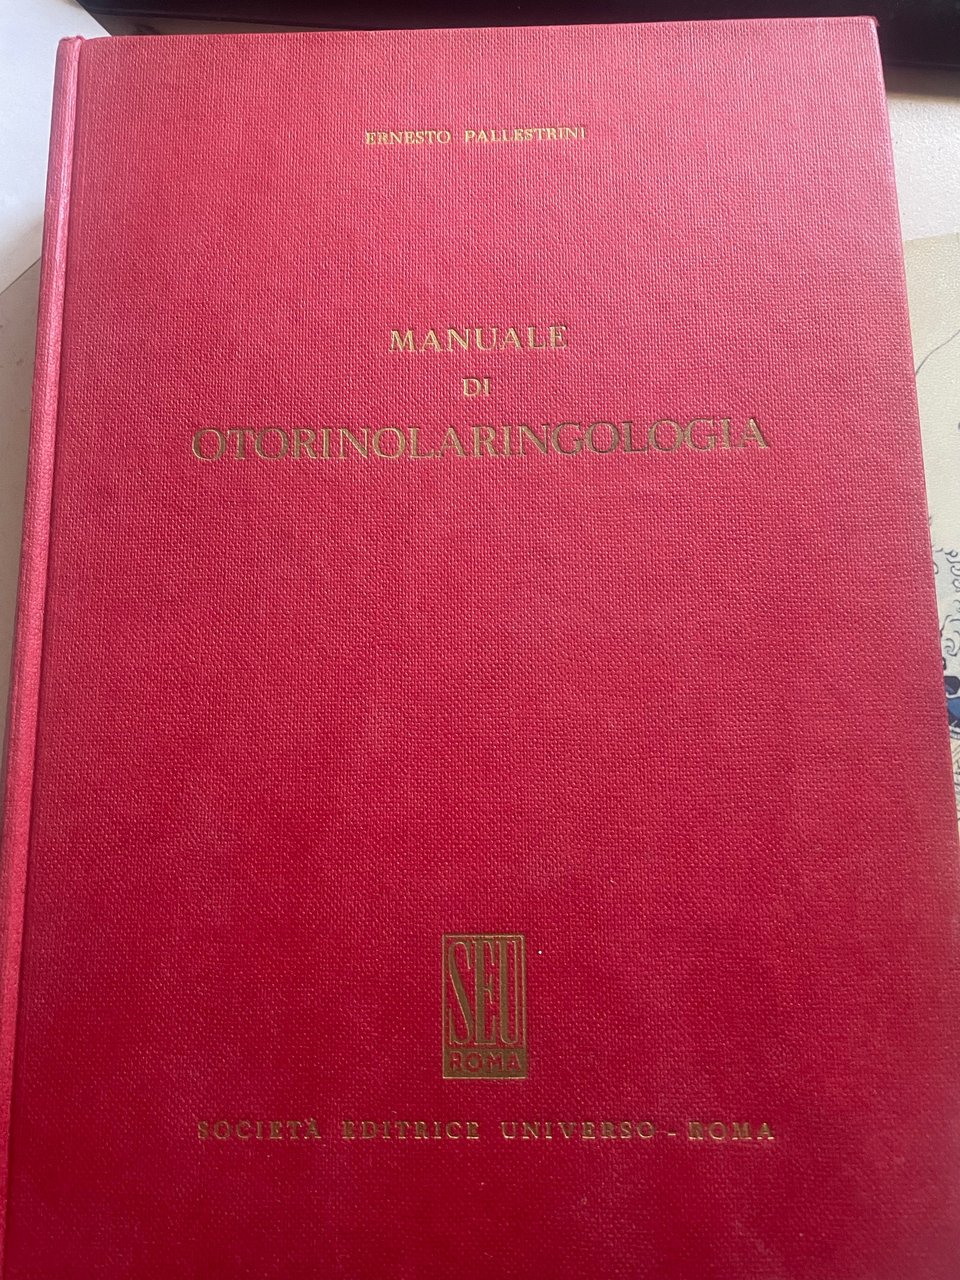 ERNESTO PALLESTRINI
MANUALE
DI
OTORINOLARINGOLOGIA
SEU
ROMA
SOCIETÀ EDITRICE UNIVERSO - ROMA